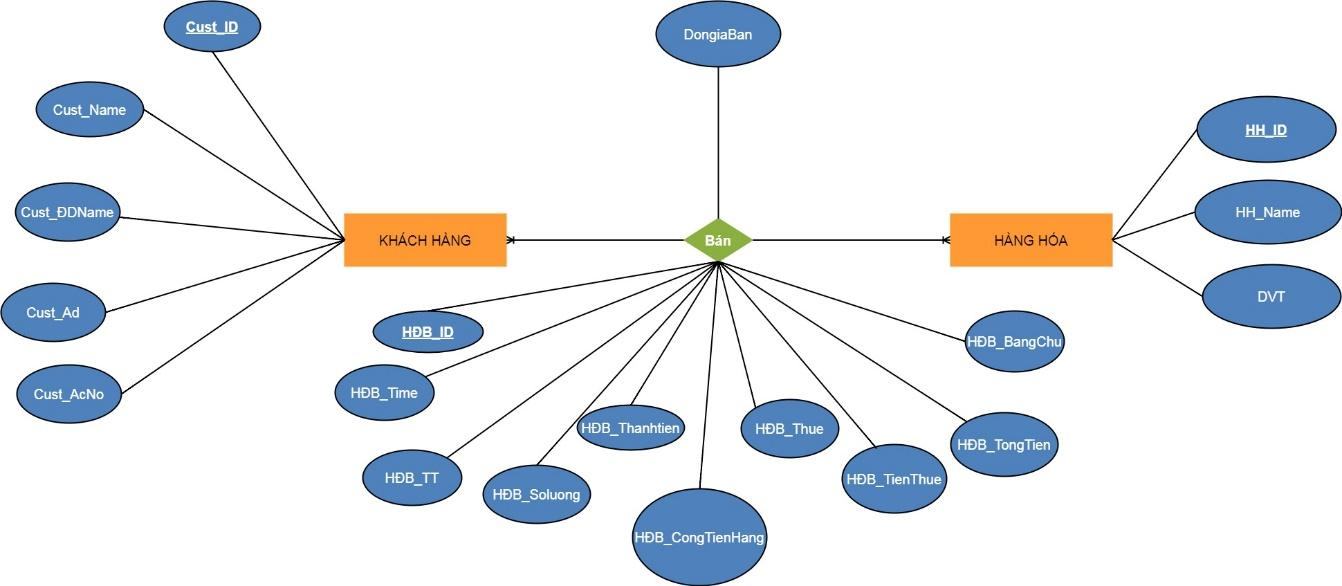 Cust_ID
DongiaBan
Cust_Name
HH_ID
Cust_ĐDName
HH_Name
KHÁCH HÀNG
Bán
HÀNG HÓA
Cust_Ad
DVT
HĐB_ID
HĐB_BangChu
Cust_AcNo
HĐB_Time
HĐB_Thanhtien
HĐB_Thue
HĐB_TongTien
HĐB_TT
HĐB_Soluong
HĐB_TienThue
HĐB_CongTienHang